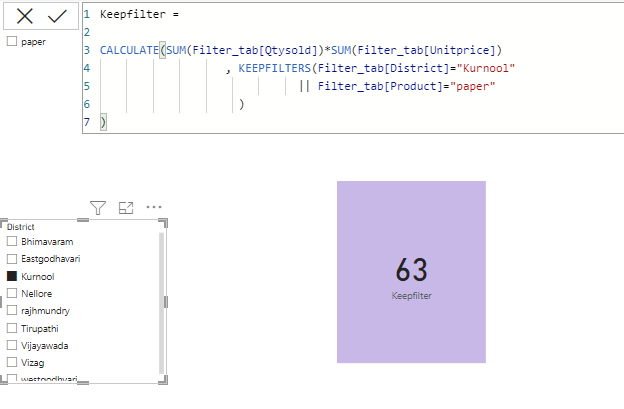 1 Keepfilter =
paper
2
3 CALCULATE(SUM(Filter_tab[Qtysold])*SUM(Filter_tab[Unitprice])
4 , KEEPFILTERS(Filter_tab[District]="Kurnool"
5 || Filter_tab[Product]="paper"
6 )
7 )
District
Bhimavaram
Eastgodhavari
Kurnool
Nellore
rajhmundry
Tirupathi
Vijayawada
Vizag
westgodhvari
63
Keepfilter